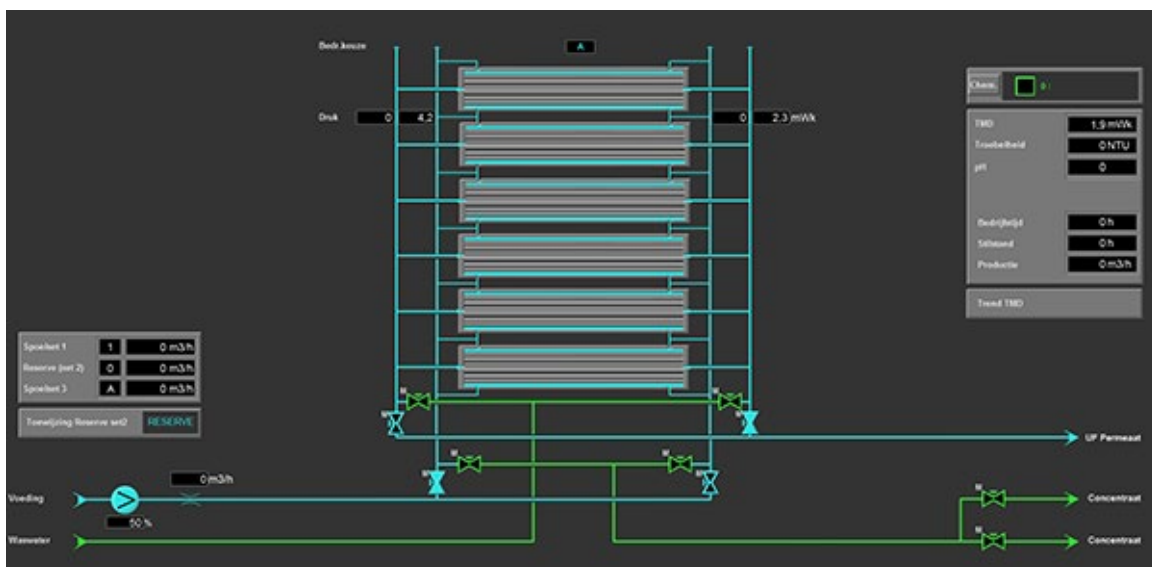 Bedr.keuze A
Druk 0 4,2 0 2,3 mWk
Chem.
TMD 1,9 mWk
Troebelheid 0 NTU
pH 0
Bedrijfstijd 0 h
Stilstand 0 h
Productie 0 m3/h
Trend TMD
Spoelset 1 1 0 m3/h
Reserve (set 2) 0 0 m3/h
Spoelset 3 A 0 m3/h
Toewijzing Reserve set2 RESERVE
M M
M M
UF Permeaat
M M
M M
0 m3/h
Voeding
50 %
M Concentraat
Waswater
M Concentraat